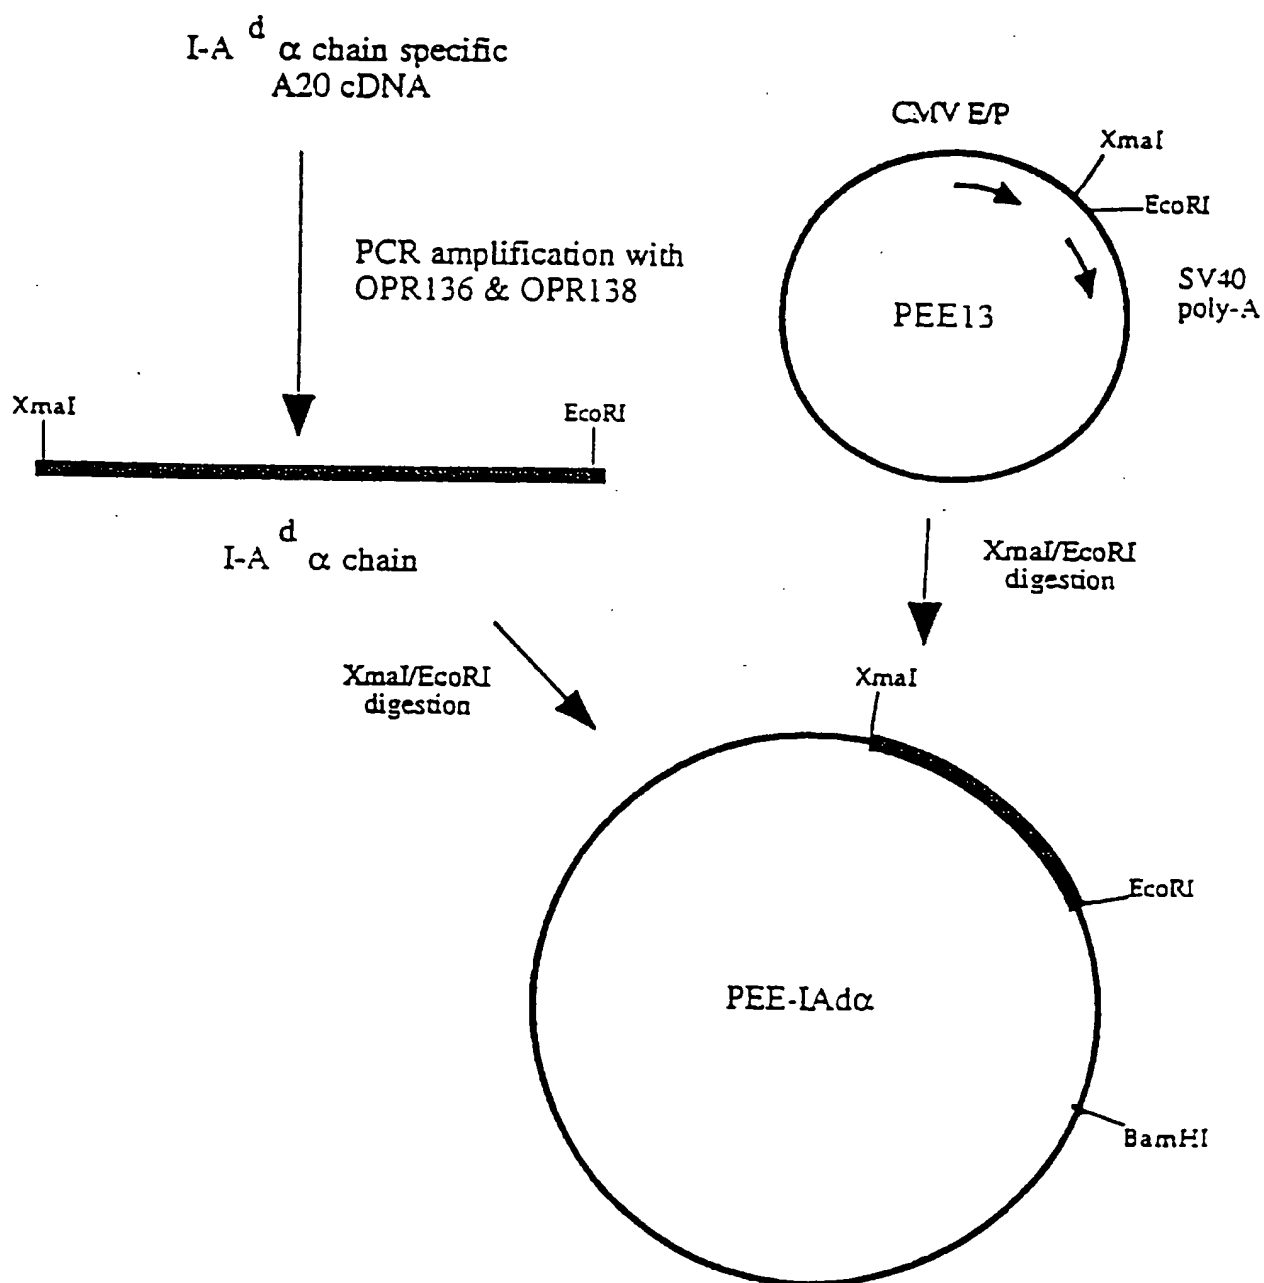 I-A d α chain specific
A20 cDNA
CMV E/P
XmaI
EcoRI
PCR amplification with
OPR136 & OPR138
SV40
poly-A
PEE13
XmaI
EcoRI
I-A d α chain
XmaI/EcoRI
digestion
XmaI/EcoRI
digestion
XmaI
EcoRI
PEE-IAdα
BamHI